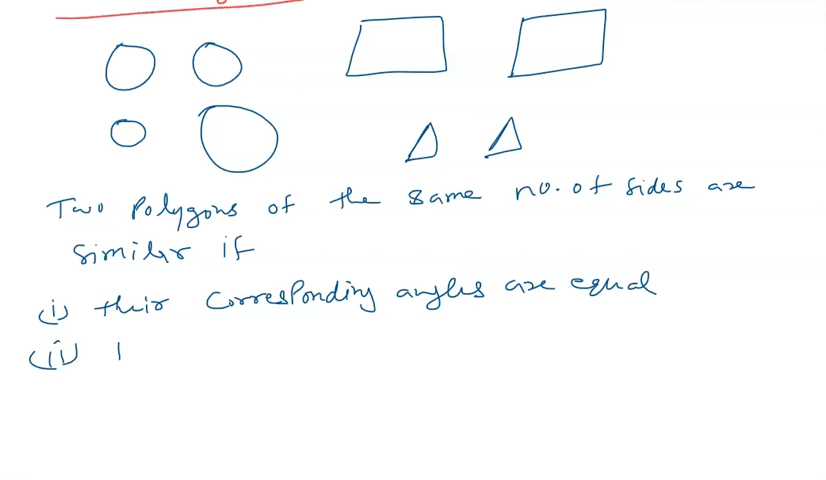 Two Polygons of the same no. of sides are
similar if
(i) their corresponding angles are equal
(ii)